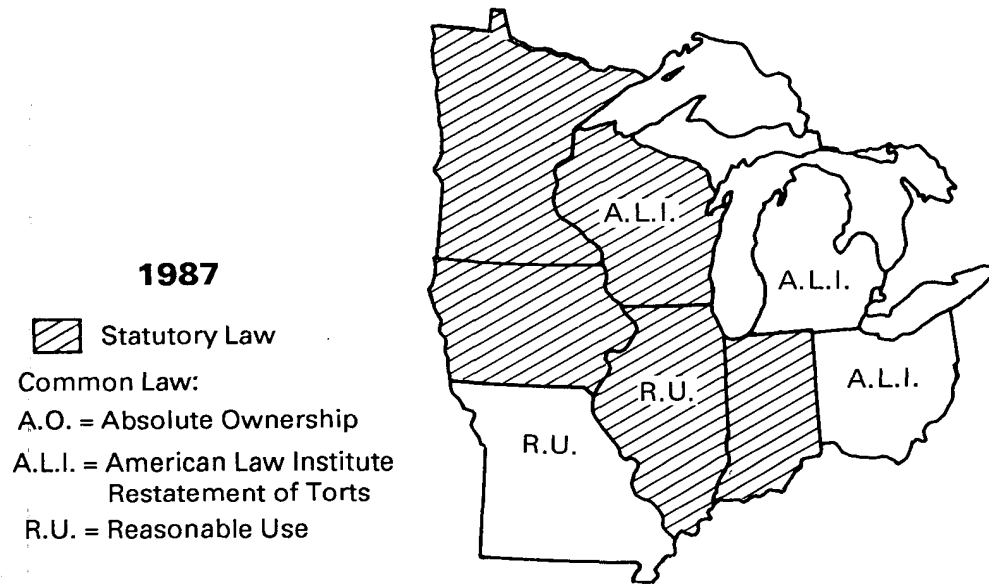 1987
Statutory Law
Common Law:
A.O. = Absolute Ownership
A.L.I. = American Law Institute
Restatement of Torts
R.U. = Reasonable Use
A.L.I.
A.L.I.
R.U.
A.L.I.
R.U.